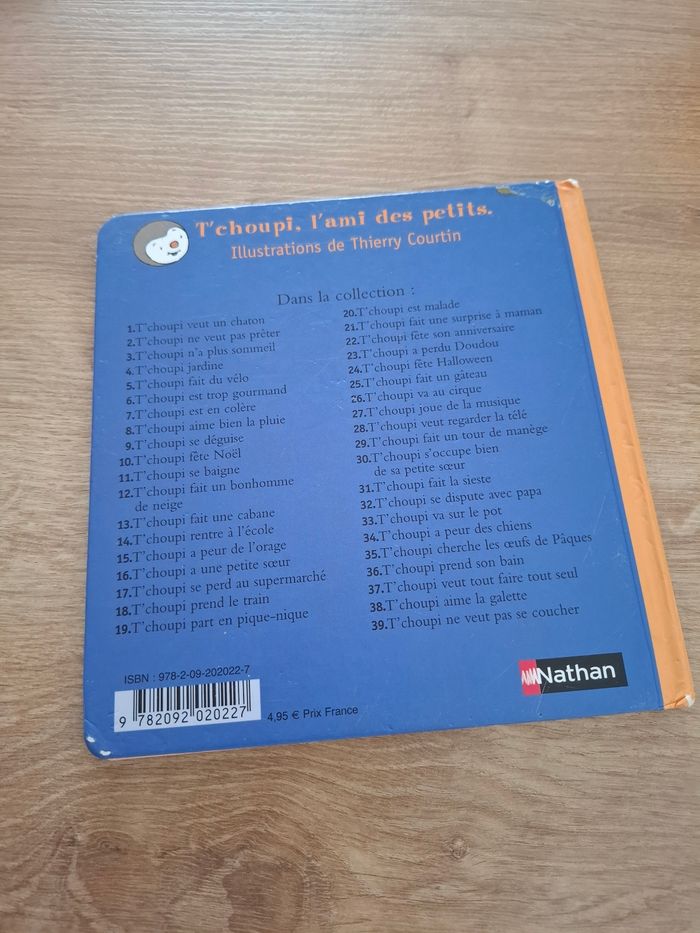 T'choupi, l'ami des petits.
Illustrations de Thierry Courtin
Dans la collection :
1.T'choupi veut un chaton
2.T'choupi ne veut pas prêter
3.T'choupi n'a plus sommeil
4.T'choupi jardine
5.T'choupi fait du vélo
6.T'choupi est trop gourmand
7.T'choupi est en colère
8.T'choupi aime bien la pluie
9.T'choupi se déguise
10.T'choupi fête Noël
11.T'choupi se baigne
12.T'choupi fait un bonhomme
de neige
13.T'choupi fait une cabane
14.T'choupi rentre à l'école
15.T'choupi a peur de l'orage
16.T'choupi a une petite sœur
17.T'choupi se perd au supermarché
18.T'choupi prend le train
19.T'choupi part en pique-nique
20.T'choupi est malade
21.T'choupi fait une surprise à maman
22.T'choupi fête son anniversaire
23.T'choupi a perdu Doudou
24.T'choupi fête Halloween
25.T'choupi fait un gâteau
26.T'choupi va au cirque
27.T'choupi joue de la musique
28.T'choupi veut regarder la télé
29.T'choupi fait un tour de manège
30.T'choupi s'occupe bien
de sa petite sœur
31.T'choupi fait la sieste
32.T'choupi se dispute avec papa
33.T'choupi va sur le pot
34.T'choupi a peur des chiens
35.T'choupi cherche les œufs de Pâques
36.T'choupi prend son bain
37.T'choupi veut tout faire tout seul
38.T'choupi aime la galette
39.T'choupi ne veut pas se coucher
ISBN : 978-2-09-202022-7
9 782092 020227
4,95 € Prix France
Nathan